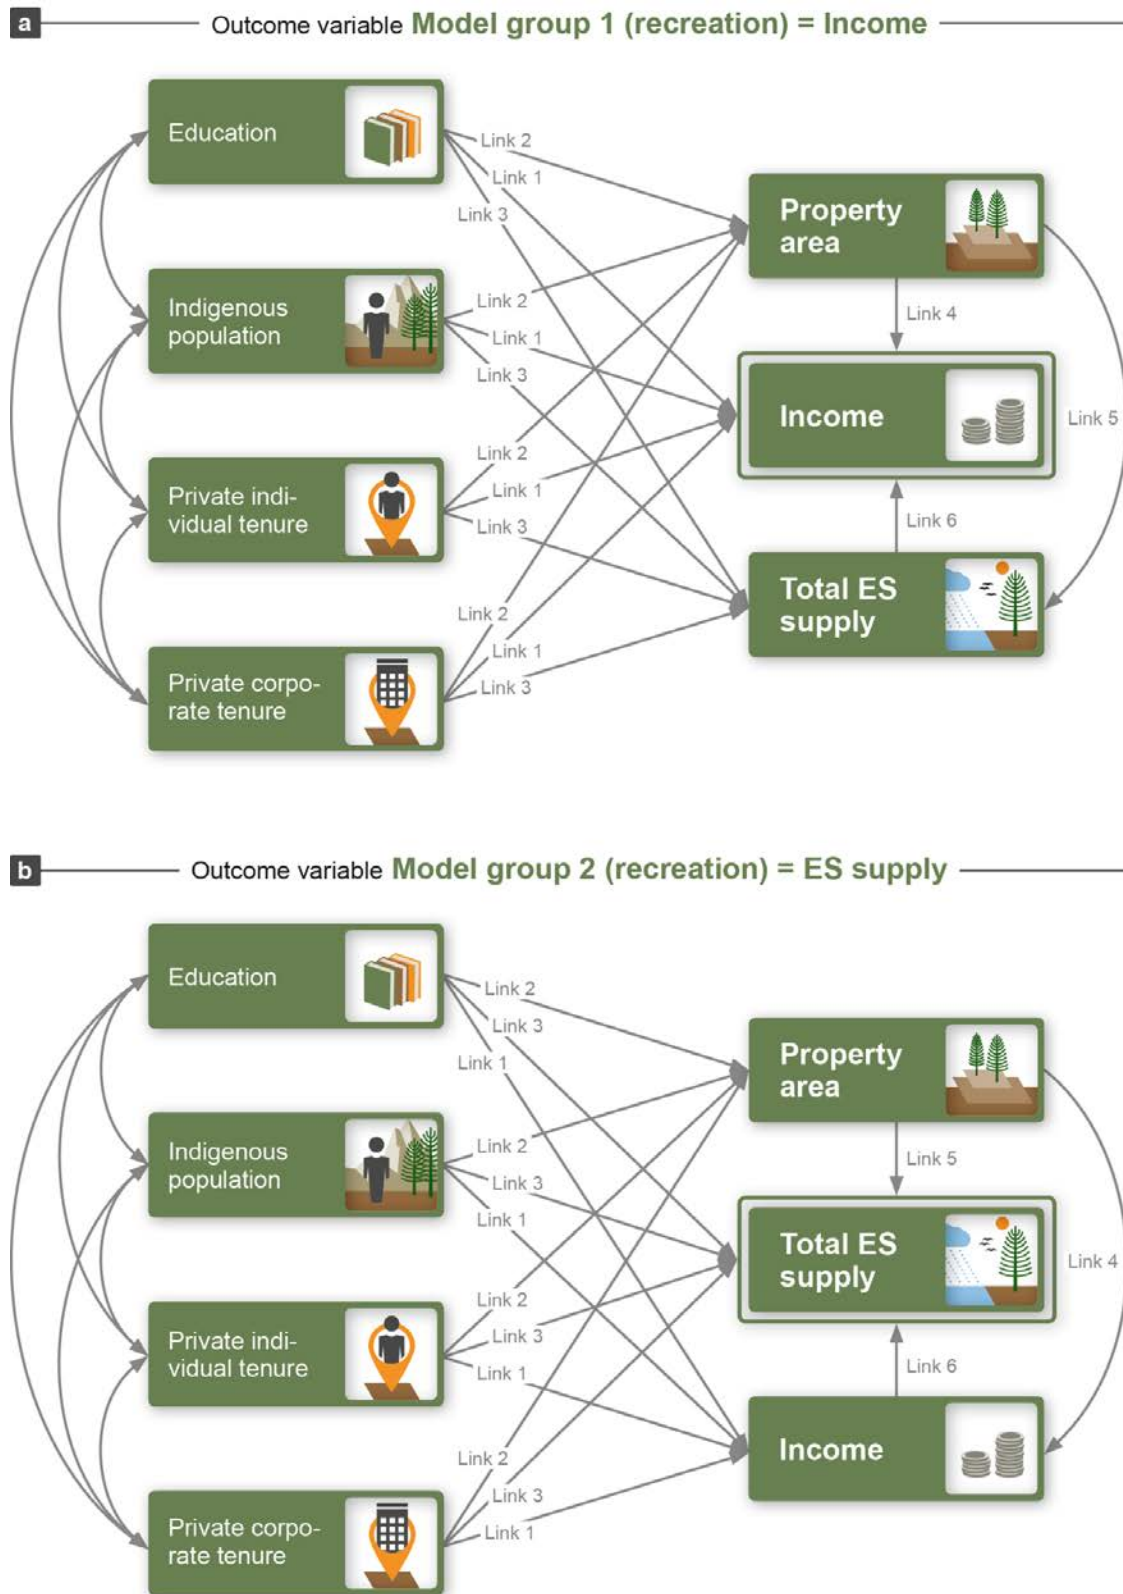 a
Outcome variable Model group 1 (recreation) = Income
Education
Indigenous
population
Private indi-
vidual tenure
Private corpo-
rate tenure
Link 2
Link 1
Link 3
Link 2
Link 1
Link 3
Link 2
Link 1
Link 3
Link 2
Link 1
Link 3
Property
area
Link 4
Income
Link 5
Link 6
Total ES
supply
b
Outcome variable Model group 2 (recreation) = ES supply
Education
Indigenous
population
Private indi-
vidual tenure
Private corpo-
rate tenure
Link 2
Link 3
Link 1
Link 2
Link 3
Link 1
Link 2
Link 3
Link 1
Link 2
Link 3
Link 1
Property
area
Link 5
Total ES
supply
Link 4
Link 6
Income